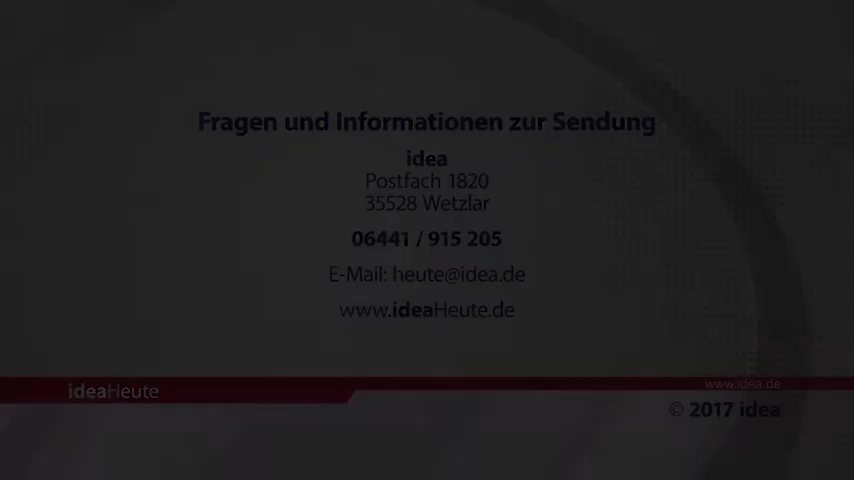 Fragen und Informationen zur Sendung
idea
Postfach 1820
35528 Wetzlar
06441 / 915 205
E-Mail: heute@idea.de
www.ideaHeute.de
ideaHeute
www.idea.de
© 2017 idea